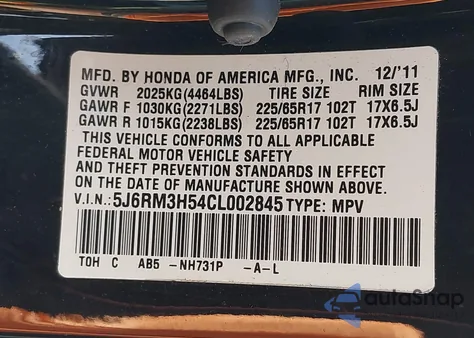 MFD. BY HONDA OF AMERICA MFG., INC. 12/'11
GVWR 2025KG(4464LBS) TIRE SIZE RIM SIZE
GAWR F 1030KG(2271LBS) 225/65R17 102T 17X6.5J
GAWR R 1015KG(2238LBS) 225/65R17 102T 17X6.5J
THIS VEHICLE CONFORMS TO ALL APPLICABLE
FEDERAL MOTOR VEHICLE SAFETY
AND THEFT PREVENTION STANDARDS IN EFFECT
ON THE DATE OF MANUFACTURE SHOWN ABOVE.
V.I.N.:5J6RM3H54CL002845 TYPE: MPV
TOH C AB5 -NH731P -A-L
autoSnap